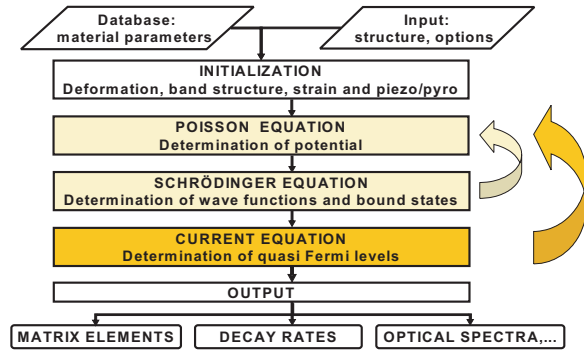 Database:
material parameters
Input:
structure, options
INITIALIZATION
Deformation, band structure, strain and piezo/pyro
POISSON EQUATION
Determination of potential
SCHRÖDINGER EQUATION
Determination of wave functions and bound states
CURRENT EQUATION
Determination of quasi Fermi levels
OUTPUT
MATRIX ELEMENTS
DECAY RATES
OPTICAL SPECTRA,...